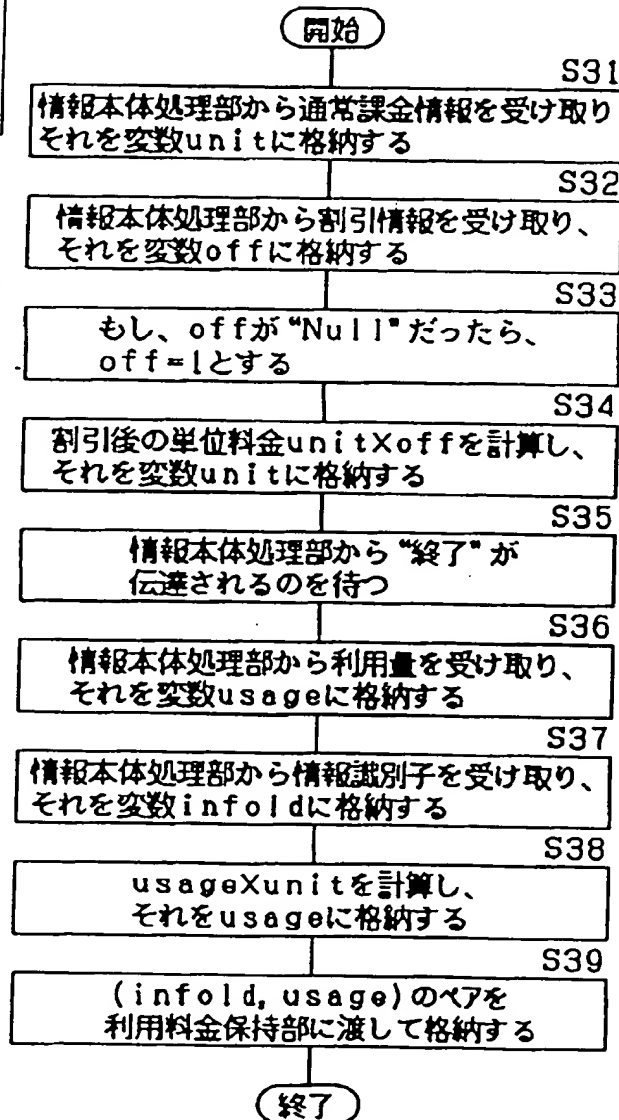 開始
S31
情報本体処理部から通常課金情報を受け取り
それを変数unitに格納する
S32
情報本体処理部から割引情報を受け取り、
それを変数offに格納する
S33
もし、offが“Null”だったら、
off=1とする
S34
割引後の単位料金unit×offを計算し、
それを変数unitに格納する
S35
情報本体処理部から“終了”が
伝達されるのを待つ
S36
情報本体処理部から利用量を受け取り、
それを変数usageに格納する
S37
情報本体処理部から情報識別子を受け取り、
それを変数infoIdに格納する
S38
usage×unitを計算し、
それをusageに格納する
S39
(infoId, usage)のペアを
利用料金保持部に渡して格納する
終了